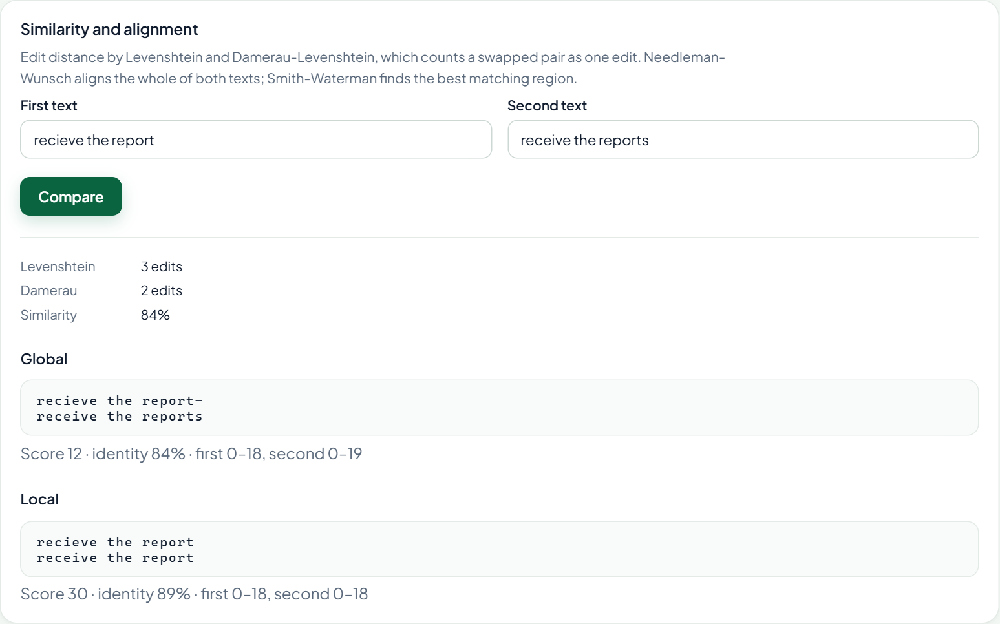 Similarity and alignment
Edit distance by Levenshtein and Damerau-Levenshtein, which counts a swapped pair as one edit. Needleman-
Wunsch aligns the whole of both texts; Smith-Waterman finds the best matching region.
First text
Second text
recieve the report
receive the reports
Compare
Levenshtein 3 edits
Damerau 2 edits
Similarity 84%
Global
recieve the report-
receive the reports
Score 12 · identity 84% · first 0–18, second 0–19
Local
recieve the report
receive the report
Score 30 · identity 89% · first 0–18, second 0–18